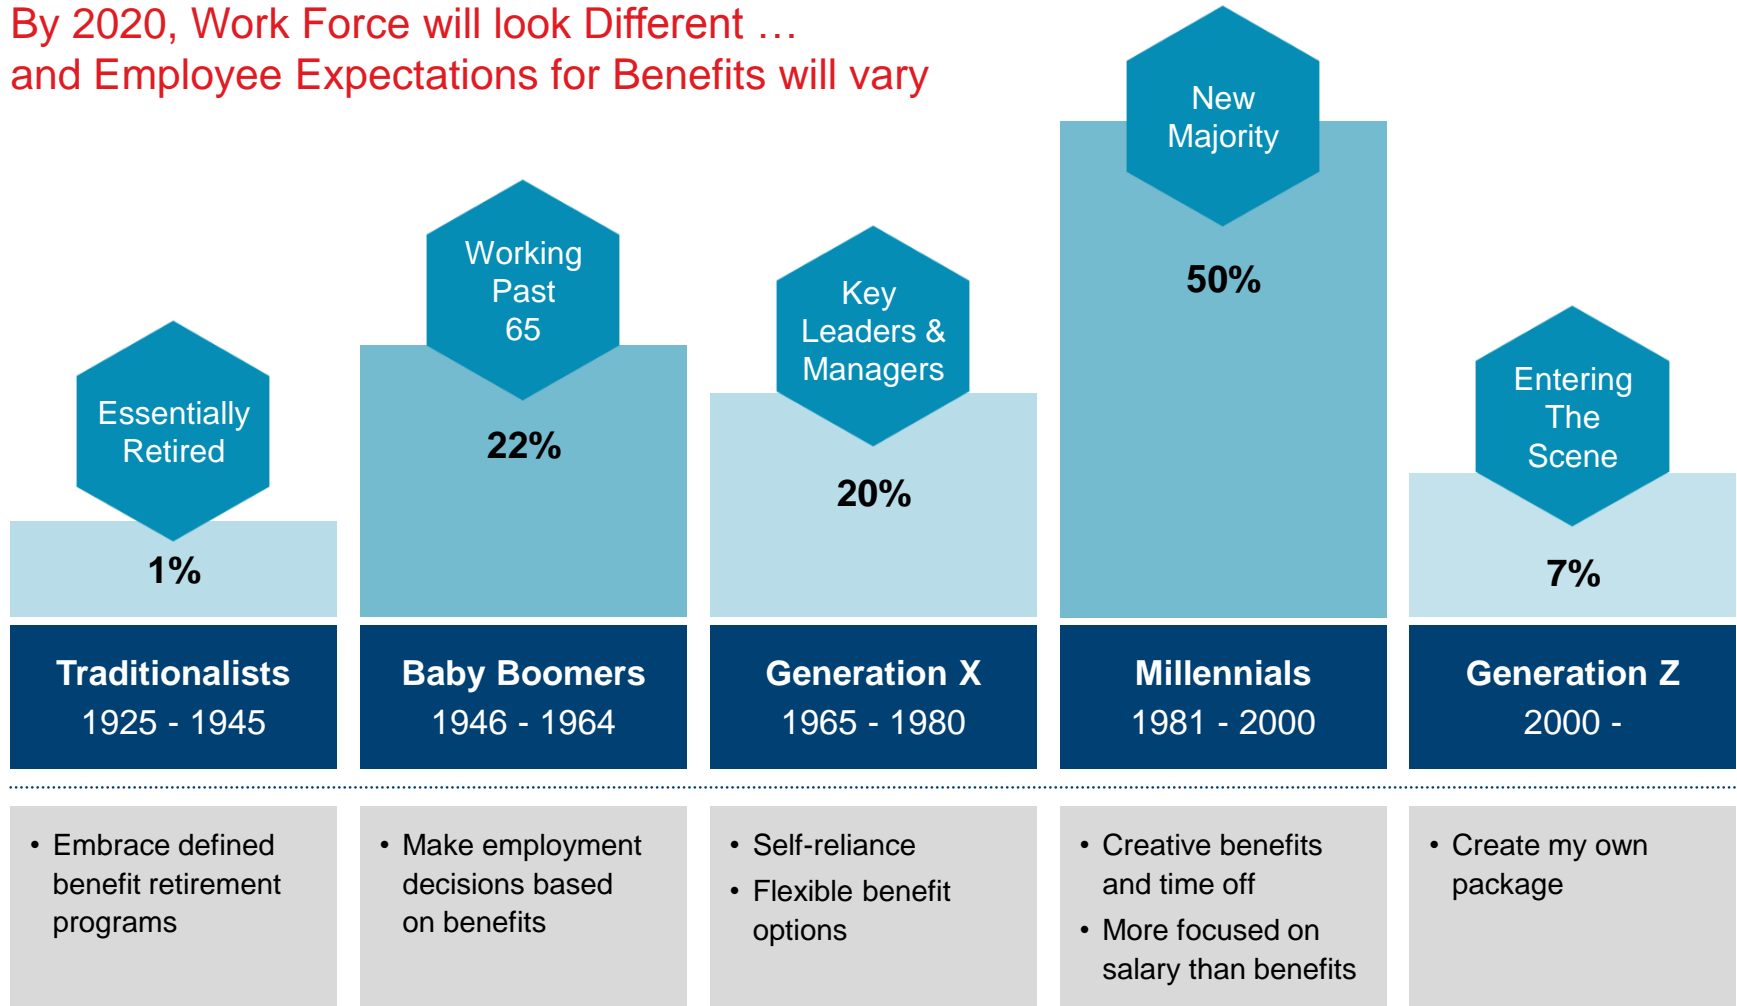 By 2020, Work Force will look Different …
and Employee Expectations for Benefits will vary
Essentially
Retired
1%
Traditionalists
1925 - 1945
• Embrace defined
benefit retirement
programs
Working
Past
65
22%
Baby Boomers
1946 - 1964
• Make employment
decisions based
on benefits
Key
Leaders &
Managers
20%
Generation X
1965 - 1980
• Self-reliance
• Flexible benefit
options
New
Majority
50%
Millennials
1981 - 2000
• Creative benefits
and time off
• More focused on
salary than benefits
Entering
The
Scene
7%
Generation Z
2000 -
• Create my own
package